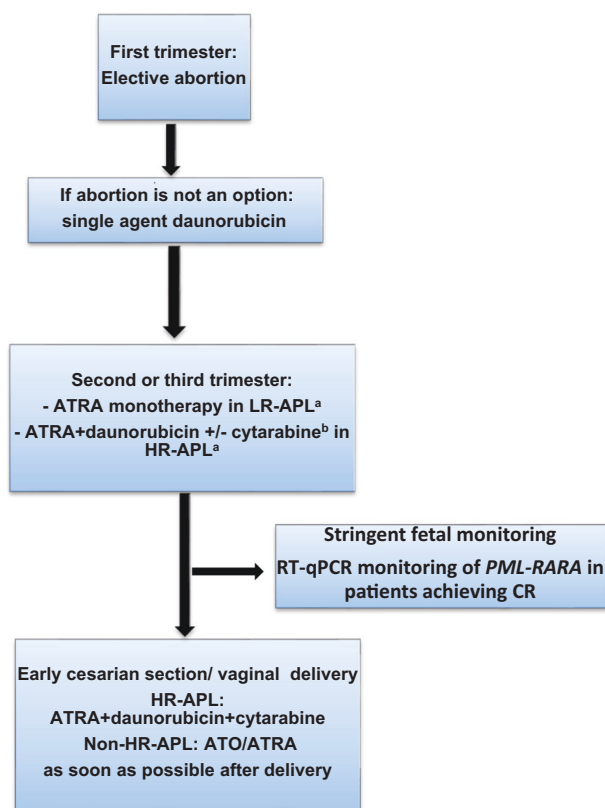 First trimester:
Elective abortion
If abortion is not an option:
single agent daunorubicin
Second or third trimester:
- ATRA monotherapy in LR-APLᵃ
- ATRA+daunorubicin +/- cytarabineᵇ in
HR-APLᵃ
Stringent fetal monitoring
RT-qPCR monitoring of PML-RARA in
patients achieving CR
Early cesarian section/ vaginal delivery
HR-APL:
ATRA+daunorubicin+cytarabine
Non-HR-APL: ATO/ATRA
as soon as possible after delivery